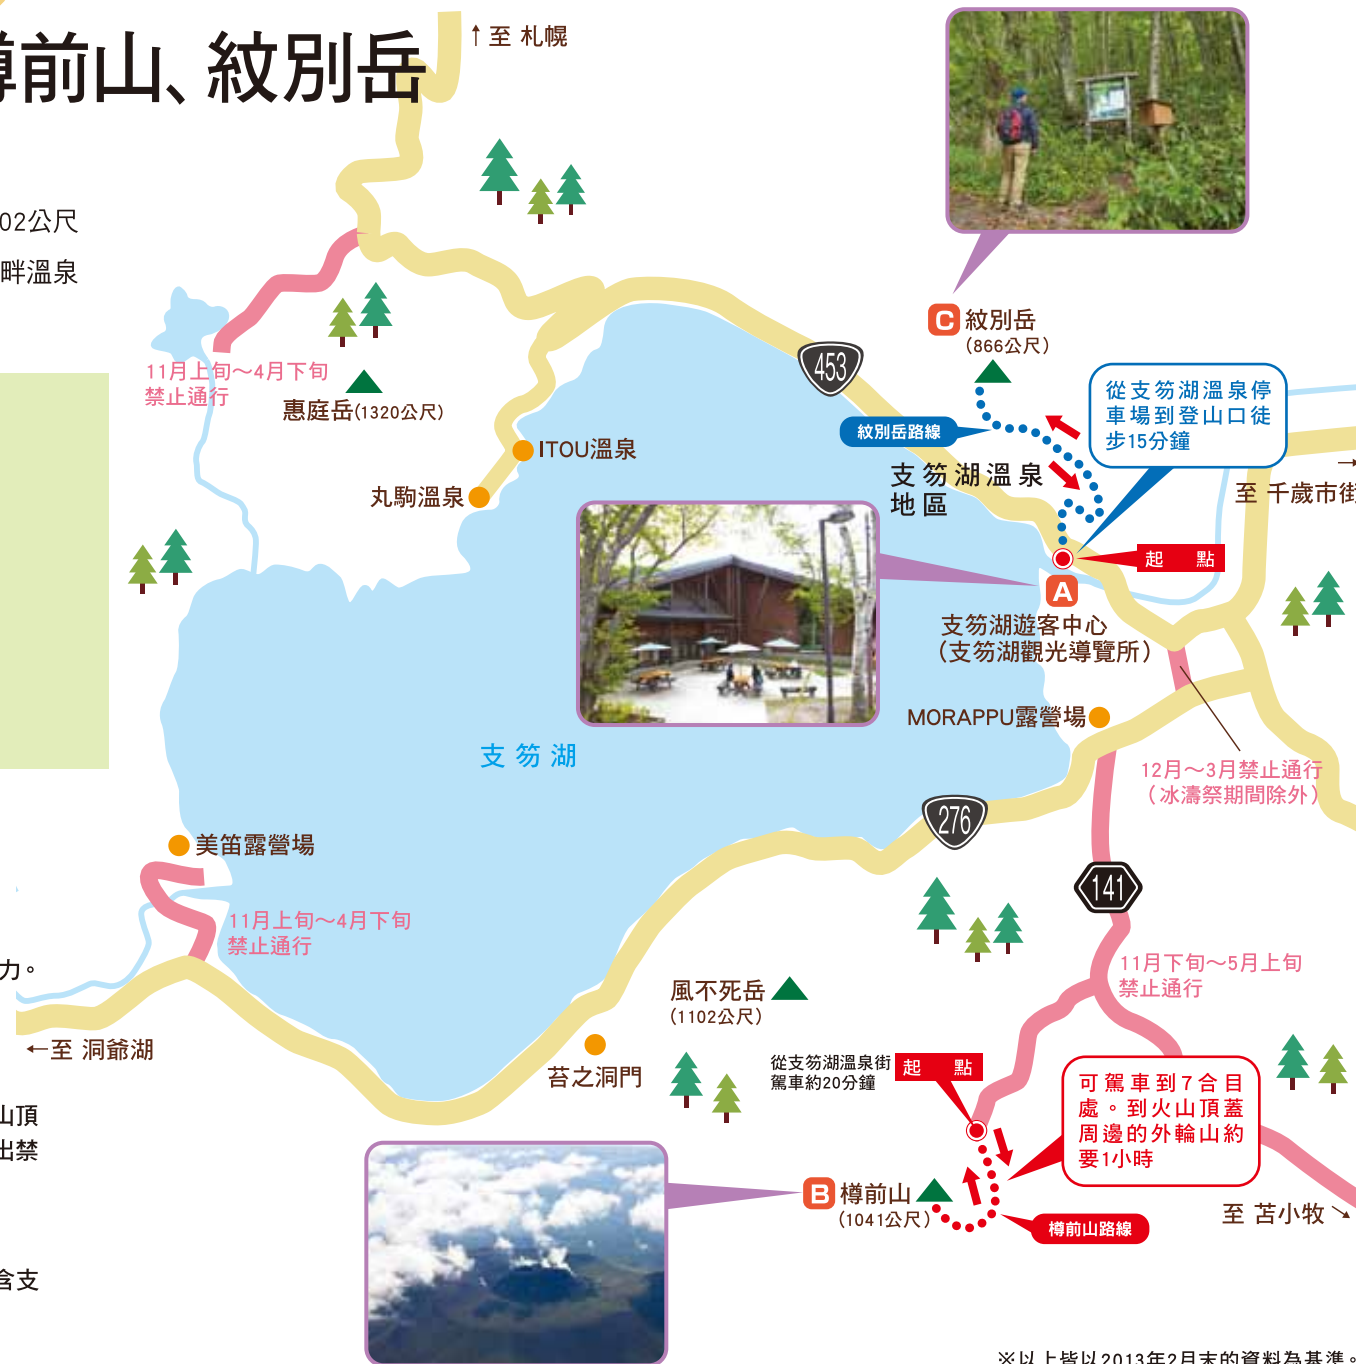 樽前山、紋別岳
↑至 札幌
02公尺
畔溫泉
11月上旬～4月下旬
禁止通行
惠庭岳(1320公尺)
ITOU溫泉
丸駒溫泉
453
C 紋別岳
(866公尺)
紋別岳路線
從支笏湖溫泉停
車場到登山口徒
步15分鐘
支笏湖溫泉
地區
→
至 千歲市街
起 點
A
支笏湖遊客中心
(支笏湖觀光導覽所)
MORAPPU露營場
支笏湖
12月～3月禁止通行
(冰濤祭期間除外)
276
141
美笛露營場
11月上旬～4月下旬
禁止通行
力。
←至 洞爺湖
11月下旬～5月上旬
禁止通行
風不死岳
(1102公尺)
苔之洞門
從支笏湖溫泉街
駕車約20分鐘
起 點
可駕車到7合目
處。到火山頂蓋
周邊的外輪山約
要1小時
山頂
出禁
B 樽前山
(1041公尺)
樽前山路線
至 苫小牧↘
含支
※以上皆以2013年2月末的資料為基準。